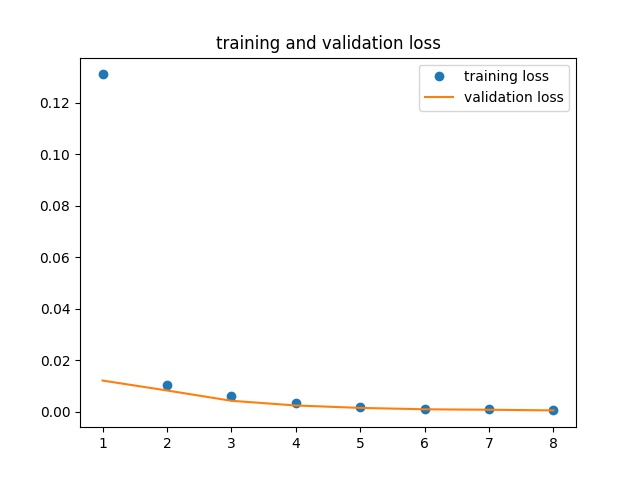 training and validation loss
training loss
validation loss
0.12
0.10
0.08
0.06
0.04
0.02
0.00
1 2 3 4 5 6 7 8